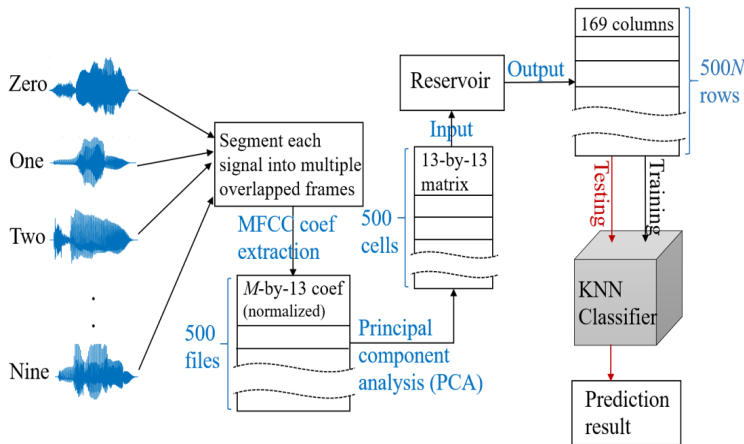 Zero
One
Two
.
.
Nine
Segment each
signal into multiple
overlapped frames
MFCC coef
extraction
500
files
M-by-13 coef
(normalized)
Principal
component
analysis (PCA)
500
cells
13-by-13
matrix
Input
Reservoir
Output
169 columns
500N
rows
Testing
Training
KNN
Classifier
Prediction
result